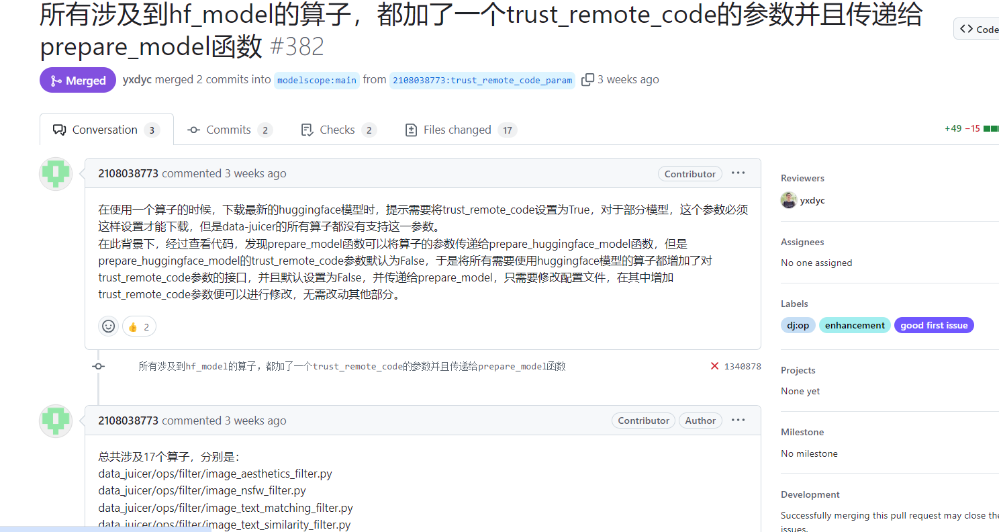 所有涉及到hf_model的算子，都加了一个trust_remote_code的参数并且传递给
prepare_model函数 #382
Code
Merged yxdyc merged 2 commits into modelscope:main from 2108038773:trust_remote_code_param 3 weeks ago
Conversation 3 Commits 2 Checks 2 Files changed 17
+49 −15
2108038773 commented 3 weeks ago Contributor ...
在使用一个算子的时候，下载最新的huggingface模型时，提示需要将trust_remote_code设置为True，对于部分模型，这个参数必须
这样设置才能下载，但是data-juicer的所有算子都没有支持这一参数。
在此背景下，经过查看代码，发现prepare_model函数可以将算子的参数传递给prepare_huggingface_model函数，但是
prepare_huggingface_model的trust_remote_code参数默认为False，于是将所有需要使用huggingface模型的算子都增加了对
trust_remote_code参数的接口，并且默认设置为False，并传递给prepare_model，只需要修改配置文件，在其中增加
trust_remote_code参数便可以进行修改，无需改动其他部分。
👍 2
所有涉及到hf_model的算子，都加了一个trust_remote_code的参数并且传递给prepare_model函数 1340878
2108038773 commented 3 weeks ago Contributor Author ...
总共涉及17个算子，分别是：
data_juicer/ops/filter/image_aesthetics_filter.py
data_juicer/ops/filter/image_nsfw_filter.py
data_juicer/ops/filter/image_text_matching_filter.py
data_juicer/ops/filter/image_text_similarity_filter.py
Reviewers
yxdyc
Assignees
No one assigned
Labels
dj:op enhancement good first issue
Projects
None yet
Milestone
No milestone
Development
Successfully merging this pull request may close the
issues.